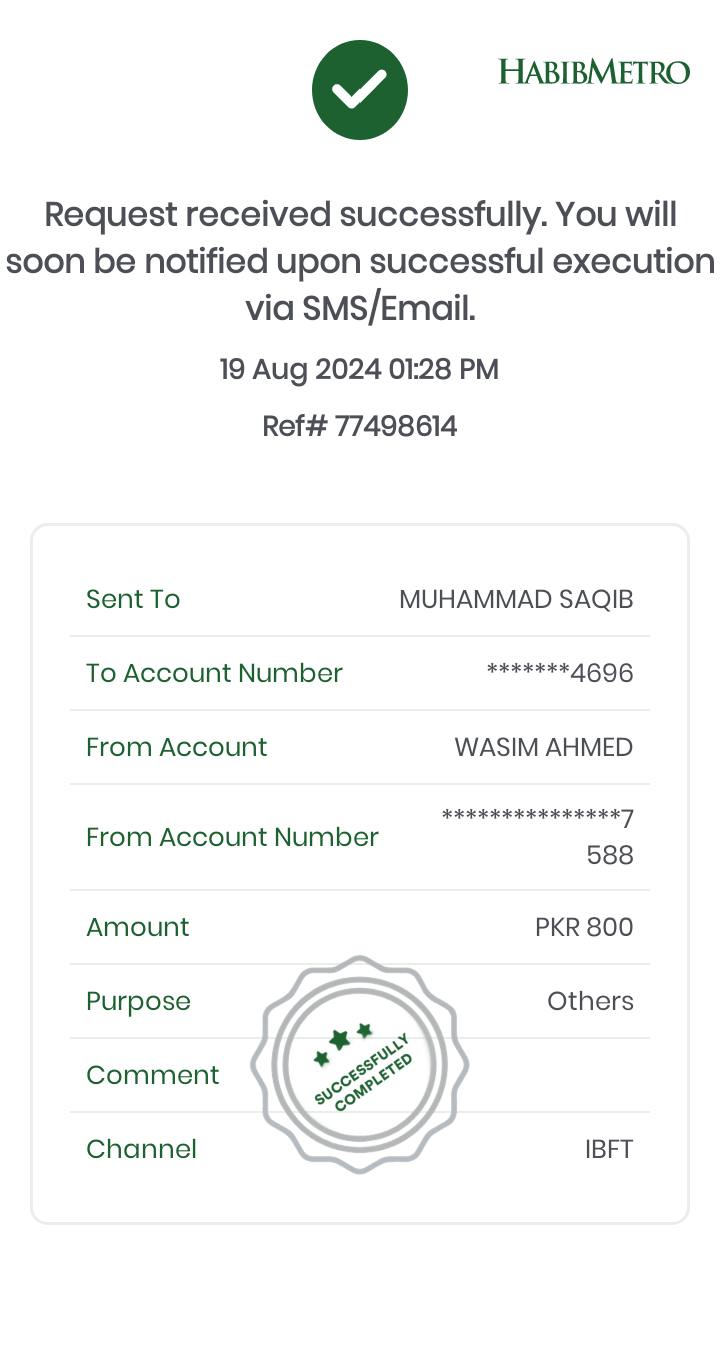 HABIBMETRO
Request received successfully. You will
soon be notified upon successful execution
via SMS/Email.
19 Aug 2024 01:28 PM
Ref# 77498614
Sent To MUHAMMAD SAQIB
To Account Number *******4696
From Account WASIM AHMED
From Account Number ***************7
588
Amount PKR 800
Purpose Others
Comment
SUCCESSFULLY
COMPLETED
Channel IBFT